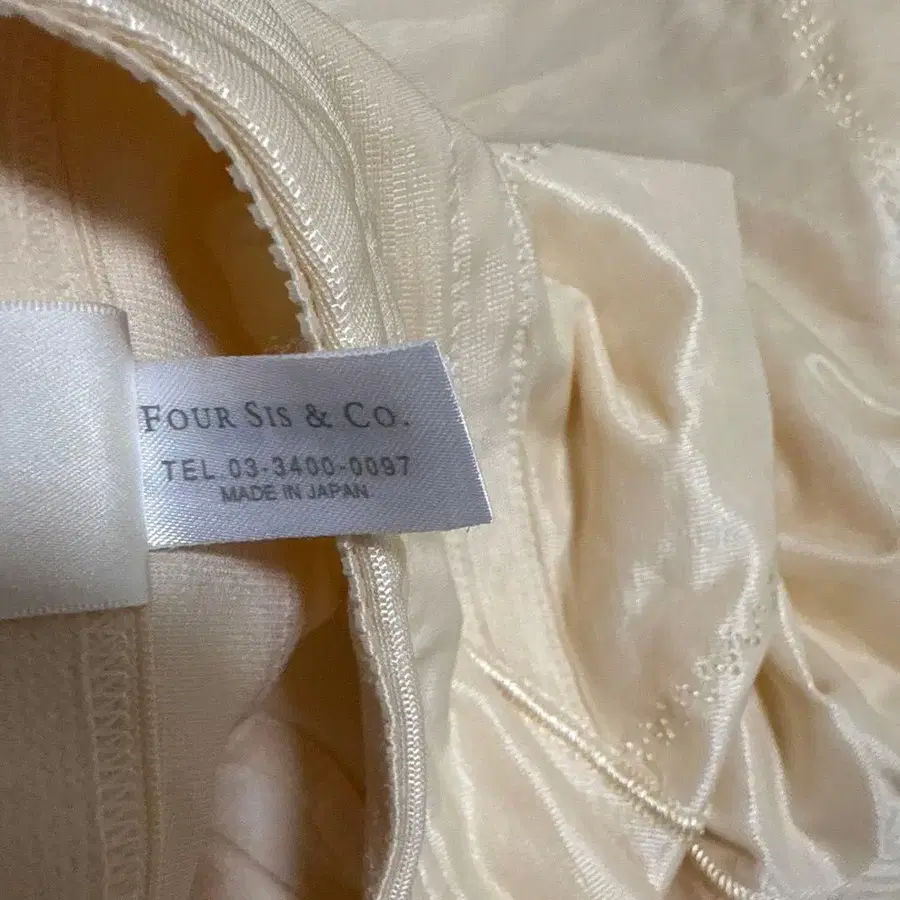 FOUR SIS & CO.
TEL 03-3400-0097
MADE IN JAPAN